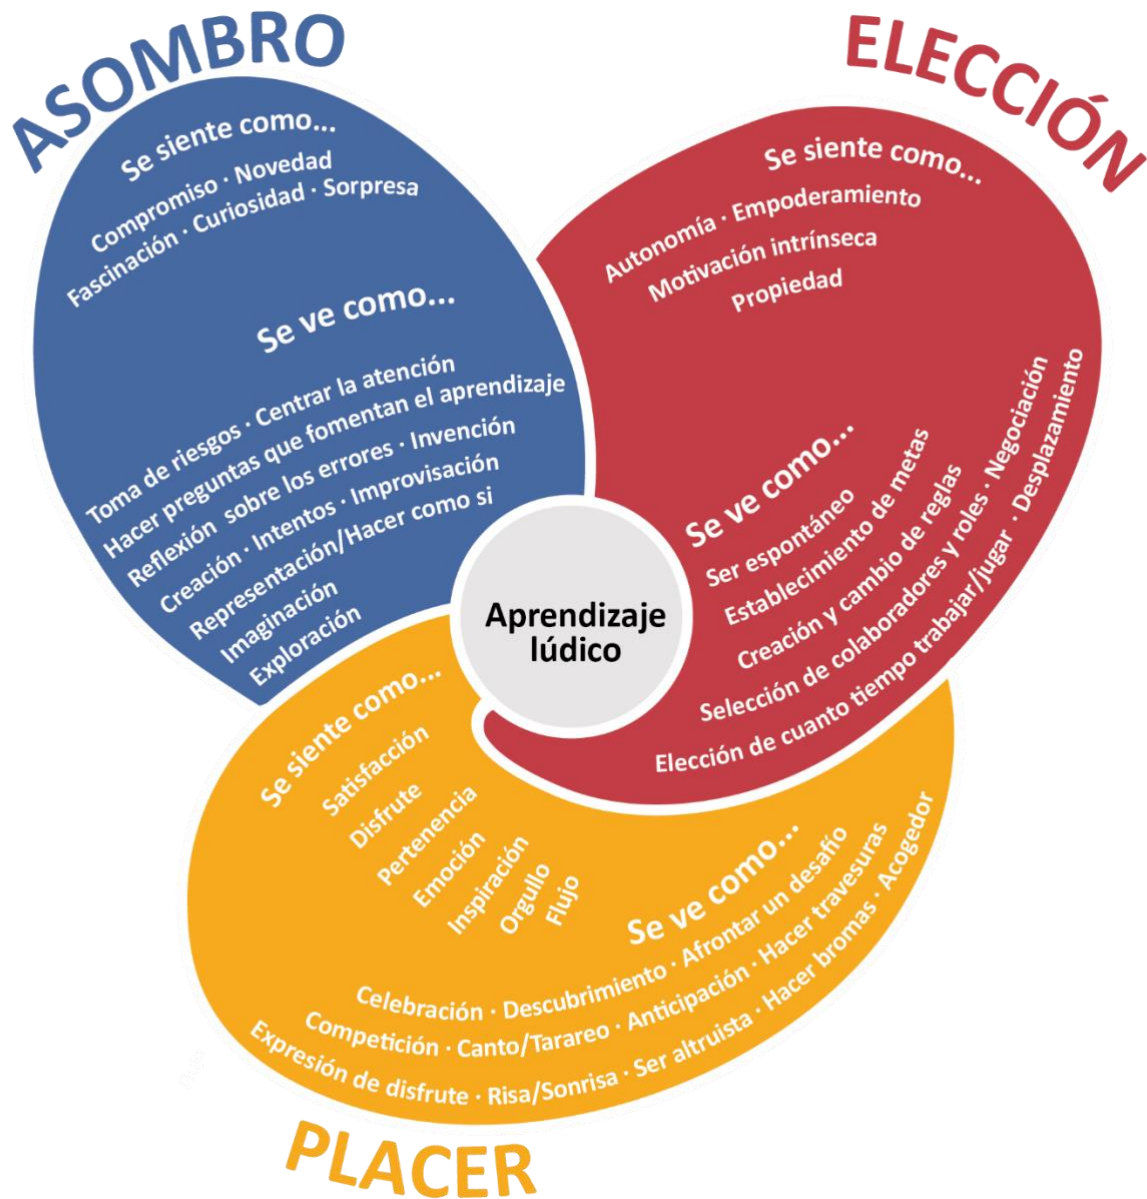 ASOMBRO
Se siente como...
Compromiso · Novedad
Fascinación · Curiosidad · Sorpresa
Se ve como...
Toma de riesgos · Centrar la atención
Hacer preguntas que fomentan el aprendizaje
Reflexión sobre los errores · Invención
Creación · Intentos · Improvisación
Representación/Hacer como si
Imaginación
Exploración
ELECCIÓN
Se siente como...
Autonomía · Empoderamiento
Motivación intrínseca
Propiedad
Se ve como...
Ser espontáneo
Establecimiento de metas
Creación y cambio de reglas
Selección de colaboradores y roles · Negociación
Elección de cuanto tiempo trabajar/jugar · Desplazamiento
Aprendizaje
lúdico
Se siente como...
Satisfacción
Disfrute
Pertenencia
Emoción
Inspiración
Orgullo
Flujo
Se ve como...
Celebración · Descubrimiento · Afrontar un desafío
Competición · Canto/Tarareo · Anticipación · Hacer travesuras
Expresión de disfrute · Risa/Sonrisa · Ser altruista · Hacer bromas · Acogedor
PLACER